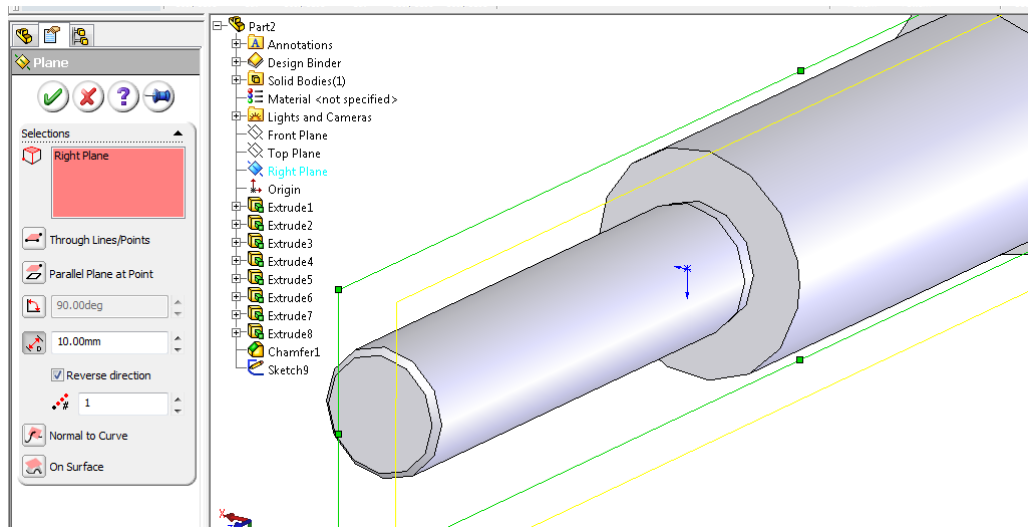 Plane
?
Selections
Right Plane
Through Lines/Points
Parallel Plane at Point
90.00deg
D
10.00mm
Reverse direction
#
1
Normal to Curve
On Surface
Part2
A Annotations
Design Binder
Solid Bodies(1)
Material <not specified>
Lights and Cameras
Front Plane
Top Plane
Right Plane
Origin
Extrude1
Extrude2
Extrude3
Extrude4
Extrude5
Extrude6
Extrude7
Extrude8
Chamfer1
Sketch9
X